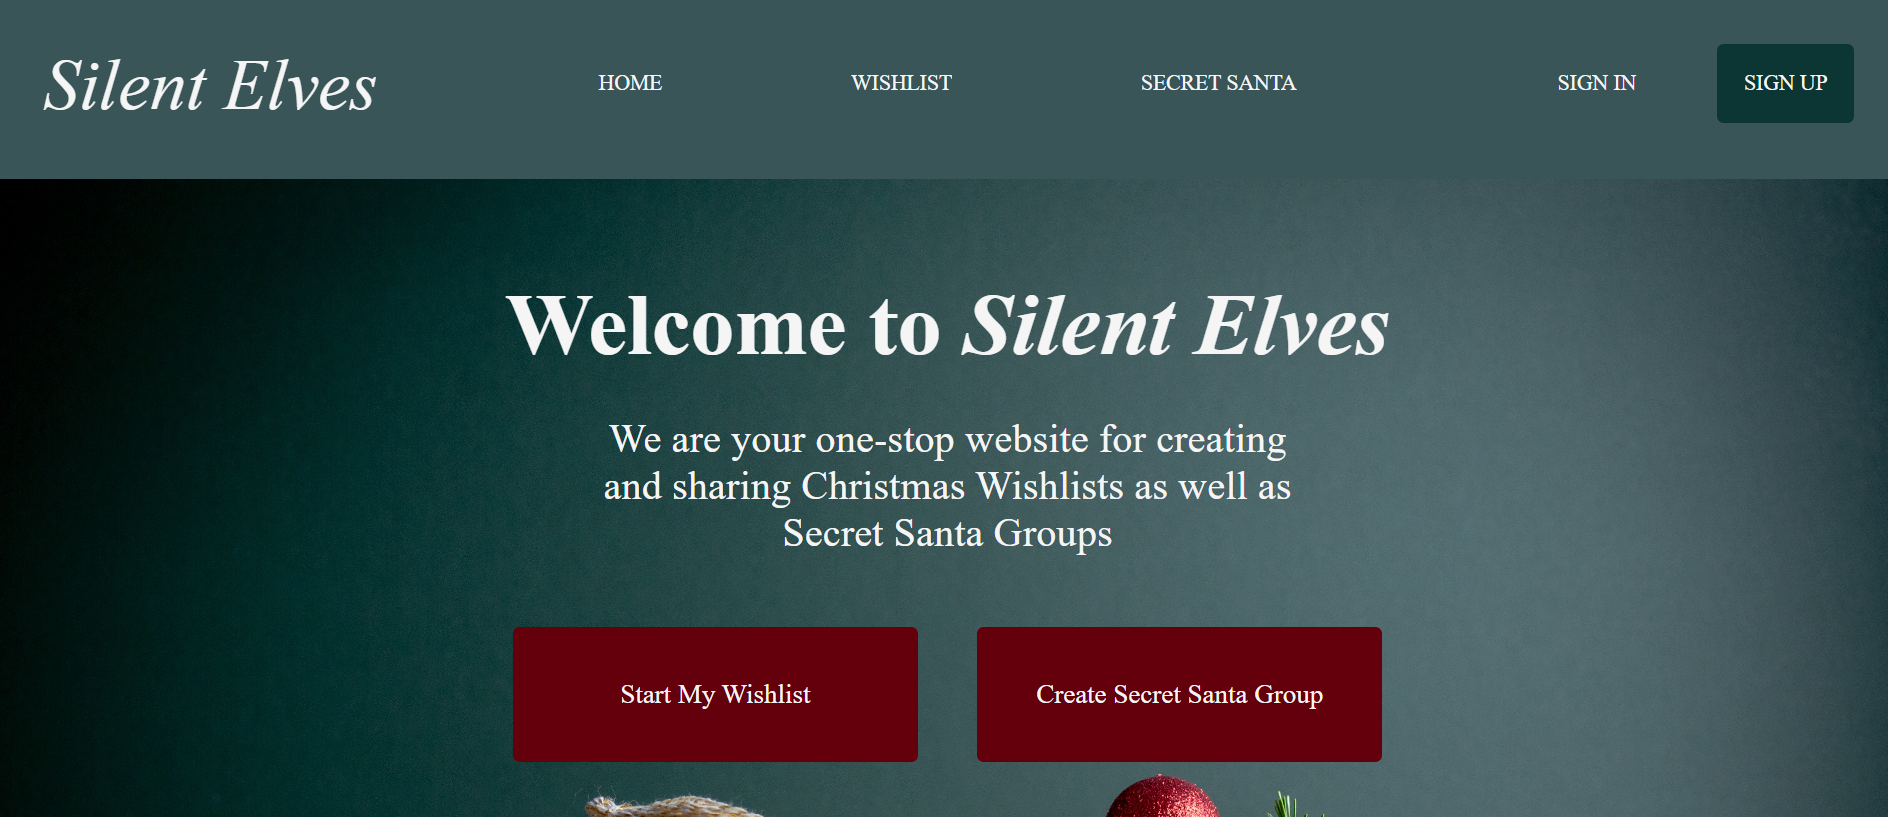 Silent Elves
HOME
WISHLIST
SECRET SANTA
SIGN IN
SIGN UP
Welcome to Silent Elves
We are your one-stop website for creating
and sharing Christmas Wishlists as well as
Secret Santa Groups
Start My Wishlist
Create Secret Santa Group